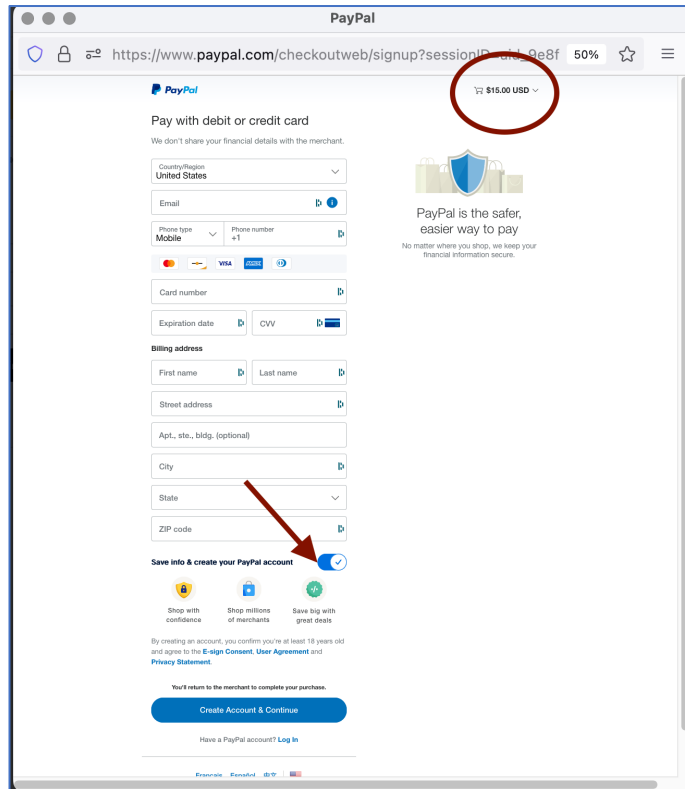 PayPal
https://www.paypal.com/checkoutweb/signup?sessionID=uid_9e8f 50%
PayPal
$15.00 USD
Pay with debit or credit card
We don't share your financial details with the merchant.
Country/Region
United States
Email
Phone type
Mobile
Phone number
+1
VISA
Card number
Expiration date
CVV
Billing address
First name
Last name
Street address
Apt., ste., bldg. (optional)
City
State
ZIP code
Save info & create your PayPal account
Shop with
confidence
Shop millions
of merchants
Save big with
great deals
By creating an account, you confirm you're at least 18 years old
and agree to the E-sign Consent, User Agreement and
Privacy Statement.
You'll return to the merchant to complete your purchase.
Create Account & Continue
Have a PayPal account? Log In
Français Español 中文
PayPal is the safer,
easier way to pay
No matter where you shop, we keep your
financial information secure.